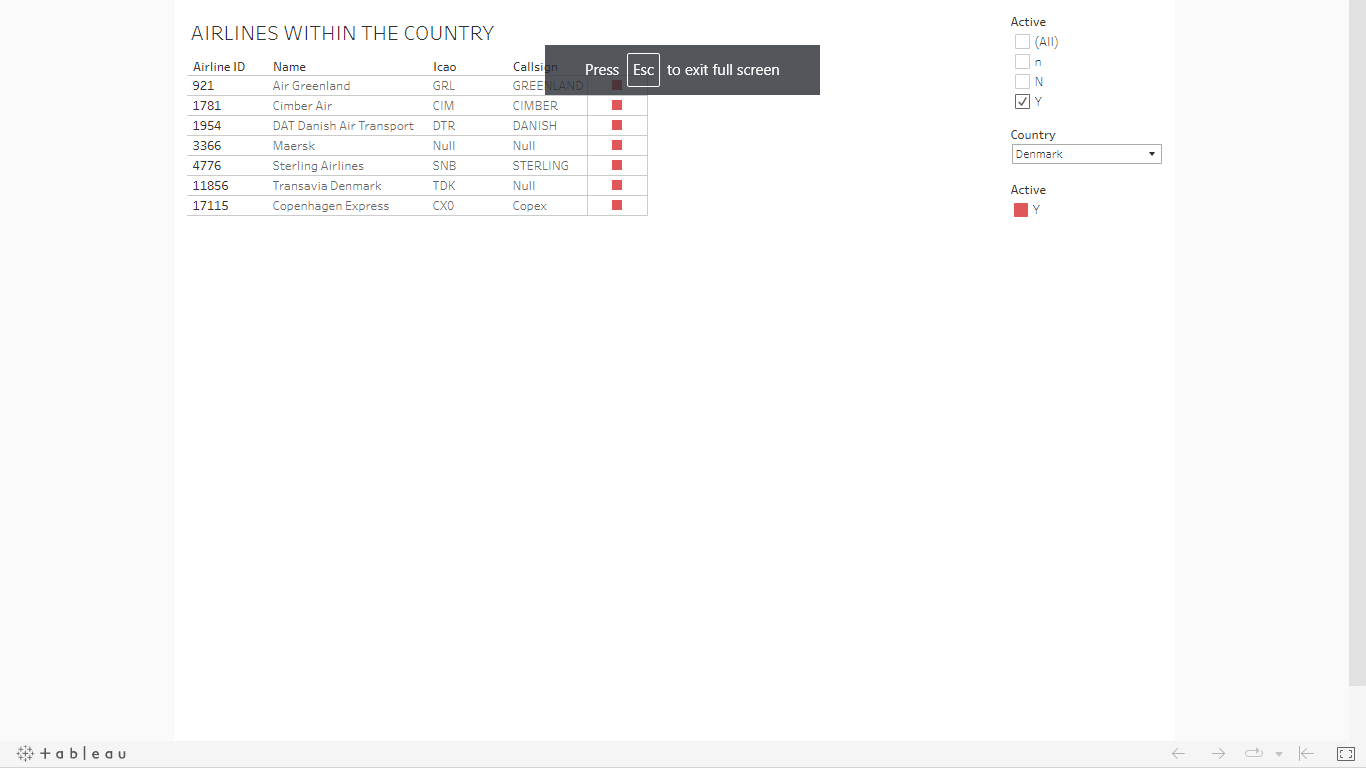 AIRLINES WITHIN THE COUNTRY
Airline ID Name Icao Callsign
921 Air Greenland GRL GREENLAND
1781 Cimber Air CIM CIMBER
1954 DAT Danish Air Transport DTR DANISH
3366 Maersk Null Null
4776 Sterling Airlines SNB STERLING
11856 Transavia Denmark TDK Null
17115 Copenhagen Express CX0 Copex
Press Esc to exit full screen
Active
(All)
n
N
Y
Country
Denmark
Active
Y
+ableau